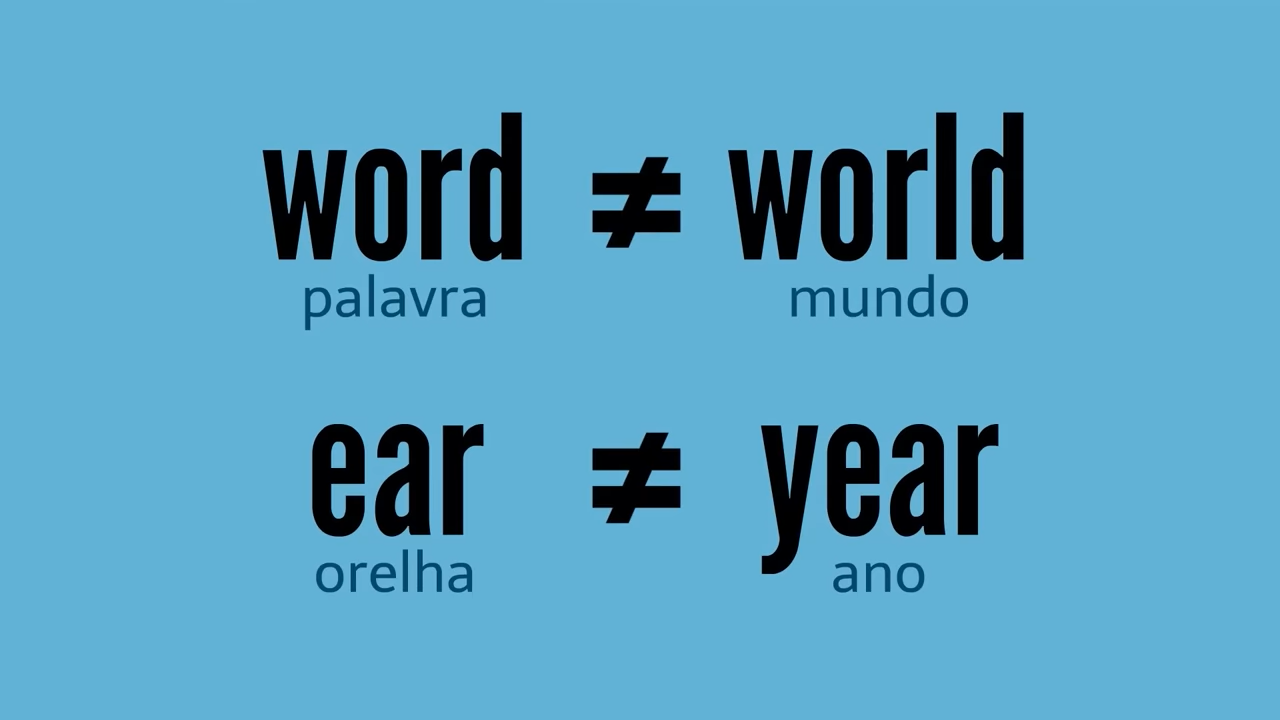 word ≠ world
palavra mundo
ear ≠ year
orelha ano